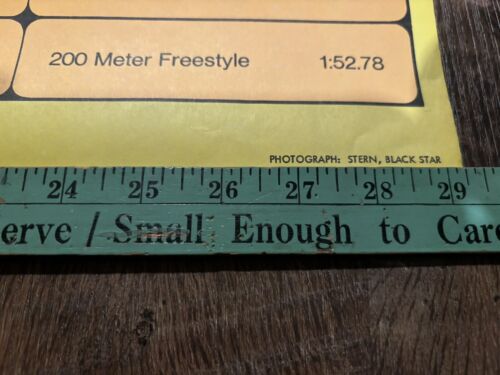 200 Meter Freestyle 1:52.78
PHOTOGRAPH: STERN, BLACK STAR
24 25 26 27 28 29
erve / Small Enough to Care